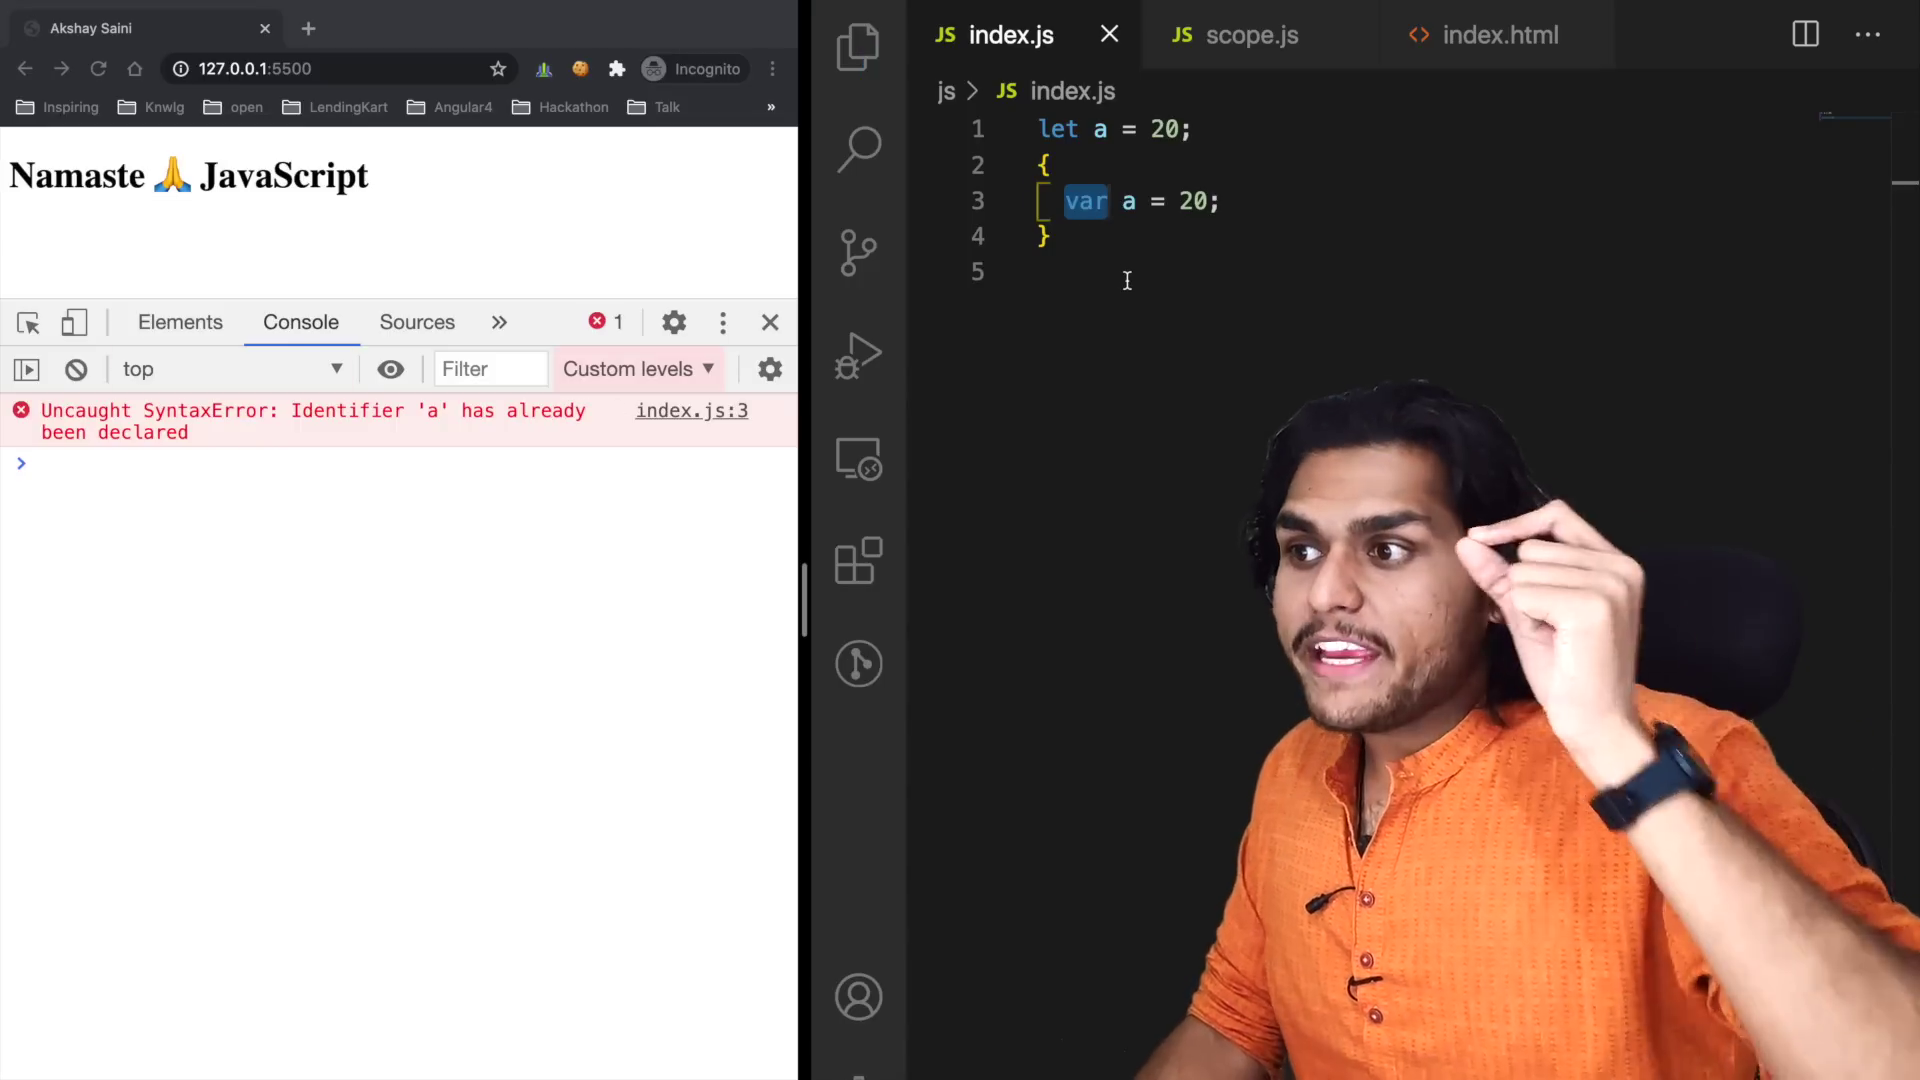 Akshay Saini
127.0.0.1:5500
Incognito
Inspiring
Knwlg
open
LendingKart
Angular4
Hackathon
Talk
»
Namaste 🙏 JavaScript
Elements
Console
Sources
1
top
Filter
Custom levels
Uncaught SyntaxError: Identifier 'a' has already
been declared
index.js:3
JS index.js
JS scope.js
<> index.html
js > JS index.js
1 let a = 20;
2 {
3 var a = 20;
4 }
5